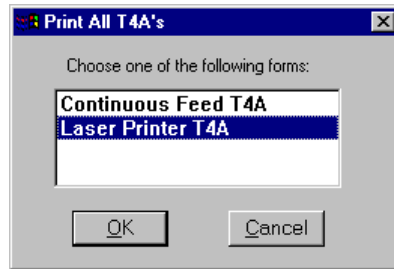 Print All T4A's
Choose one of the following forms:
Continuous Feed T4A
Laser Printer T4A
OK
Cancel